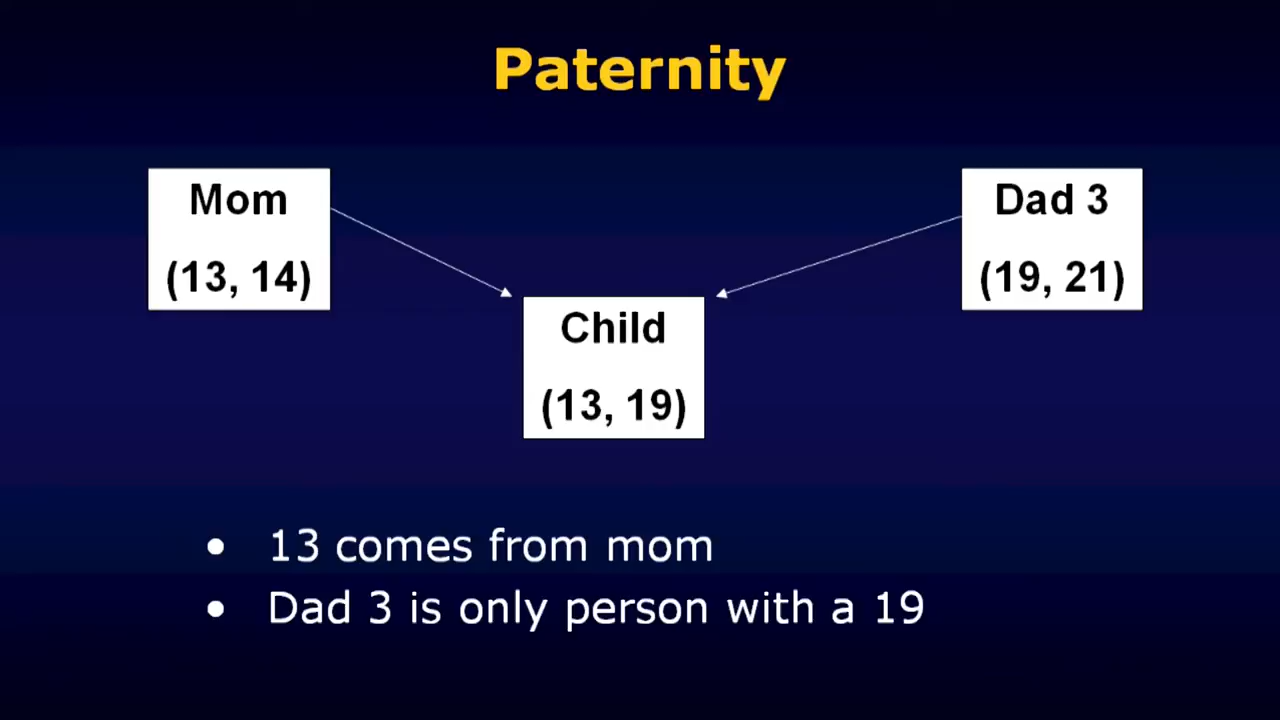 Paternity
Mom
(13, 14)
Dad 3
(19, 21)
Child
(13, 19)
• 13 comes from mom
• Dad 3 is only person with a 19